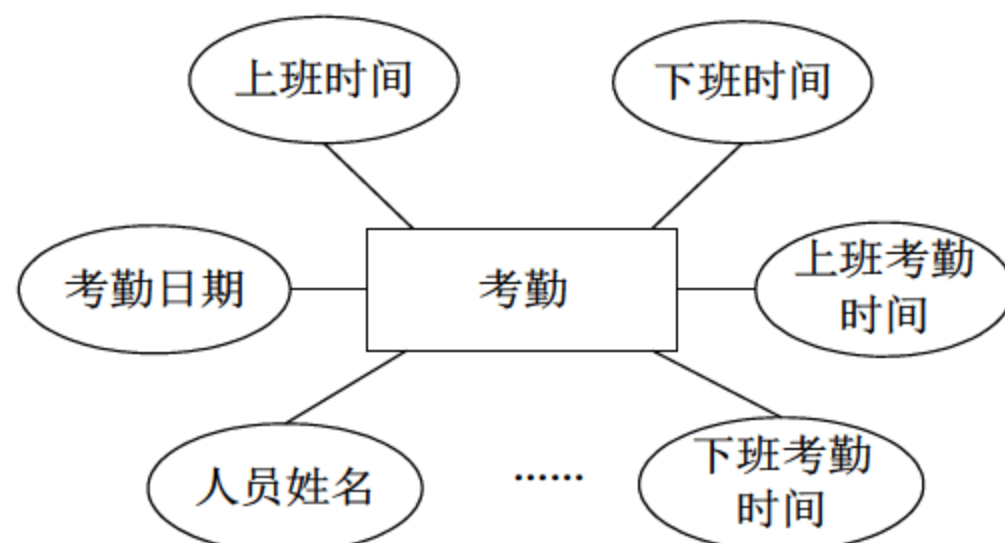 上班时间
下班时间
考勤日期
考勤
上班考勤
时间
人员姓名
······
下班考勤
时间